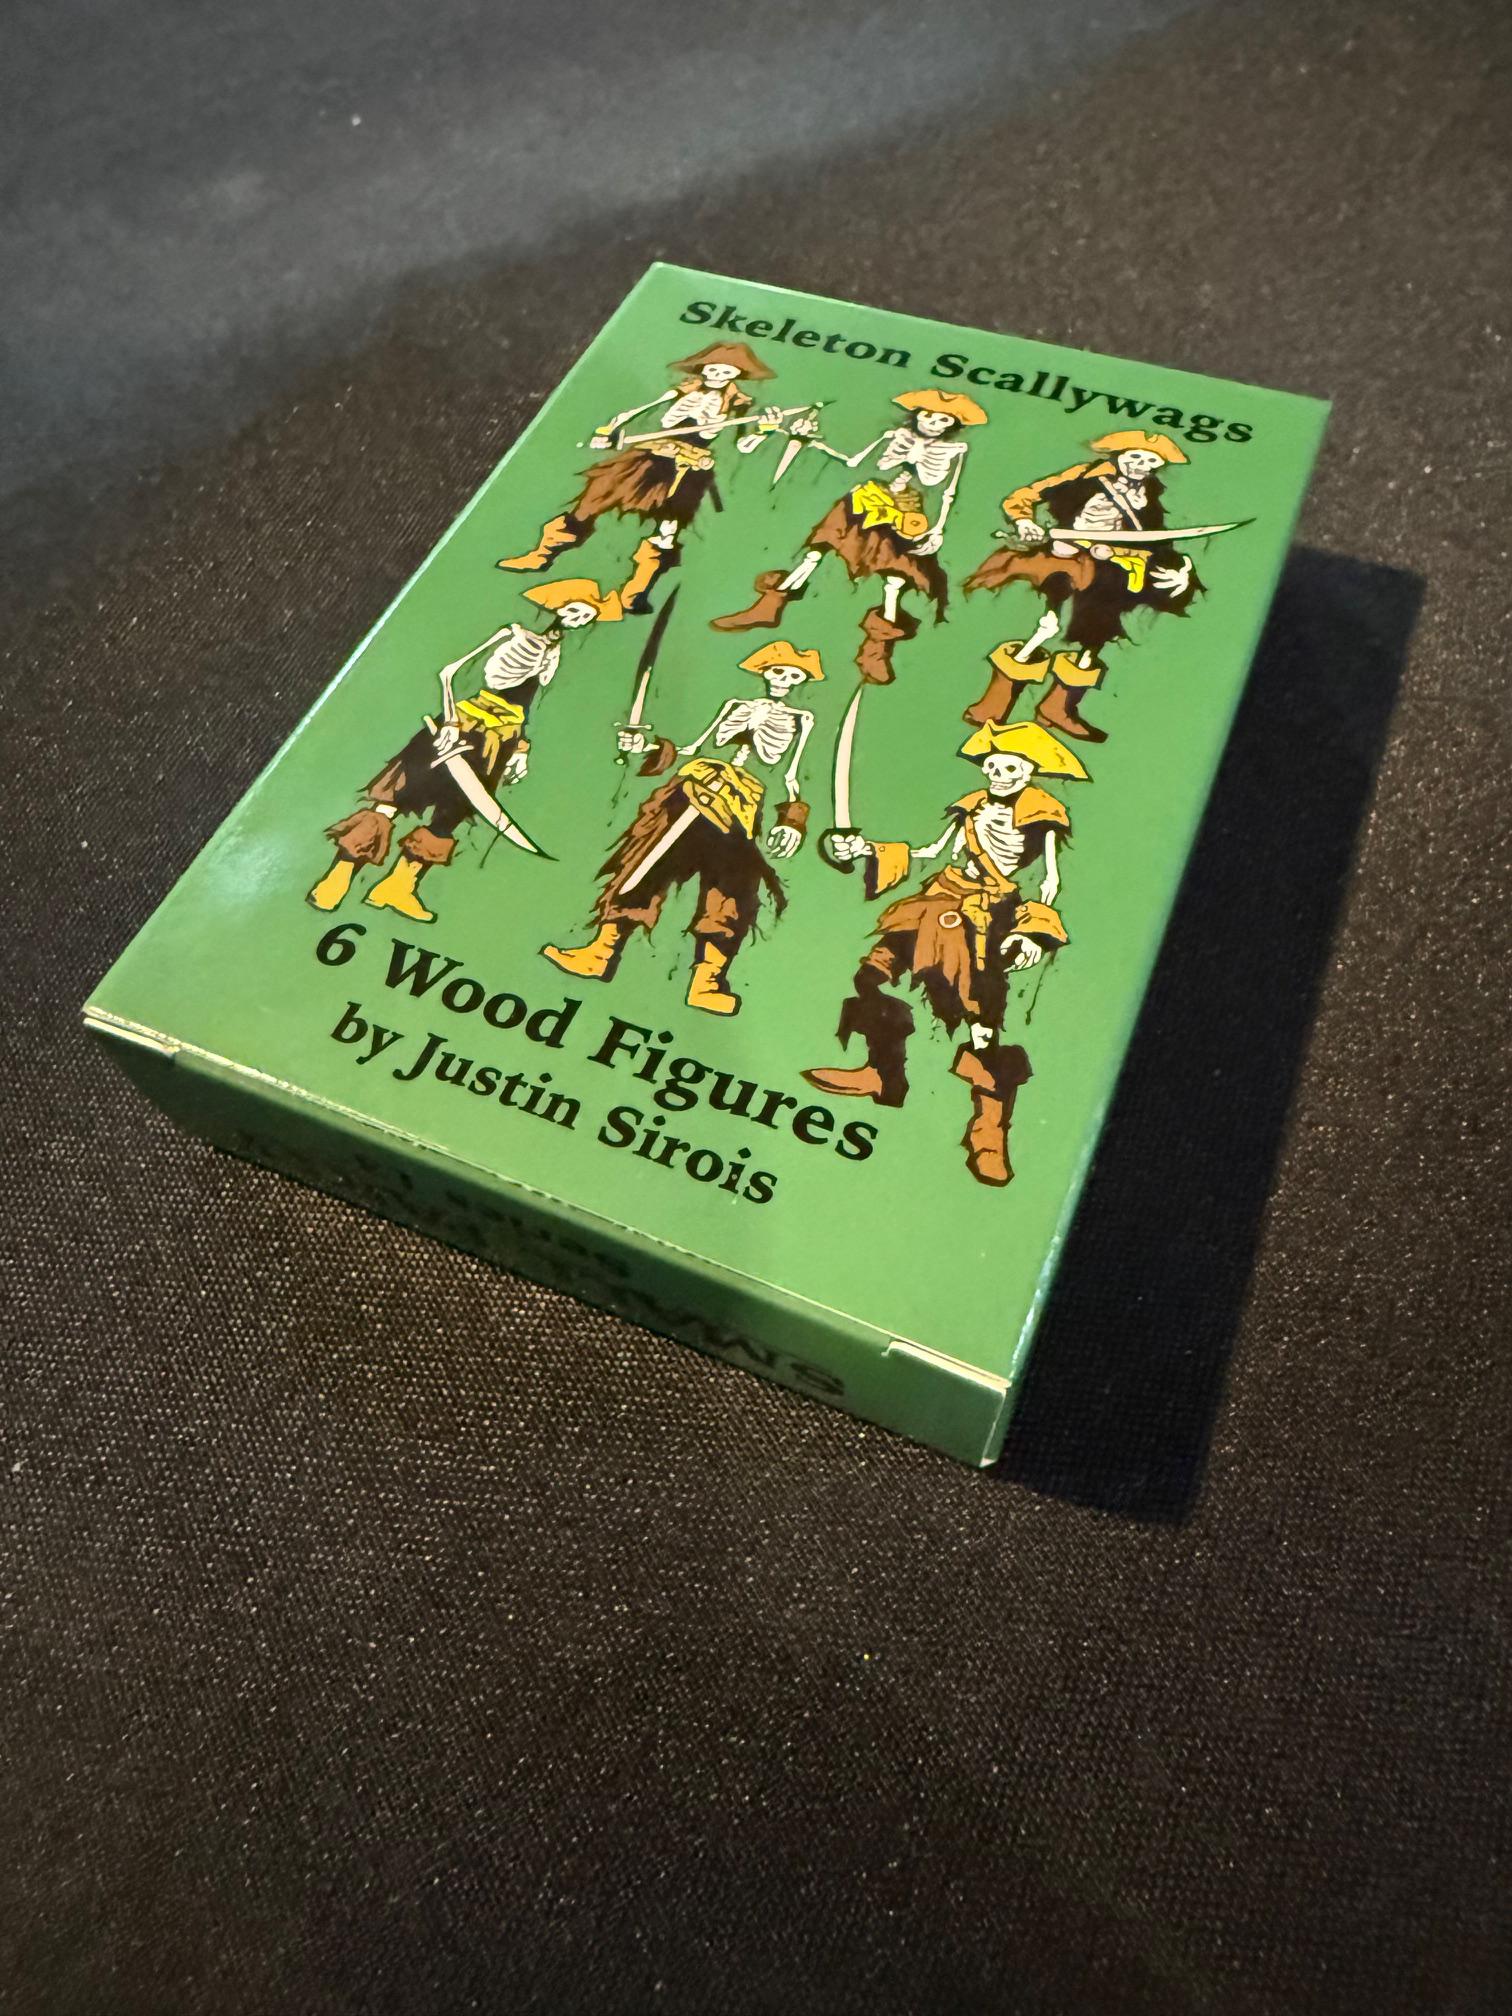 Skeleton Scallywags
6 Wood Figures
by Justin Sirois